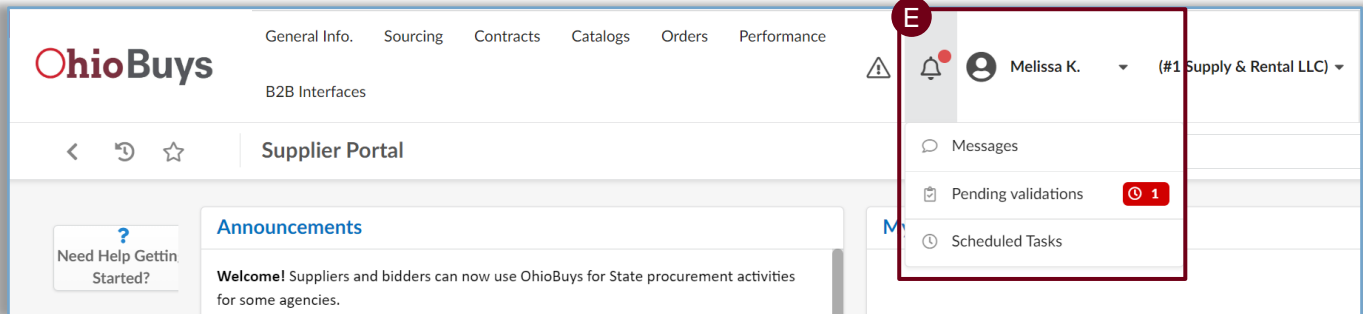 E
OhioBuys
General Info. Sourcing Contracts Catalogs Orders Performance
B2B Interfaces
Melissa K. (#1 Supply & Rental LLC)
Supplier Portal
Messages
Pending validations 1
Scheduled Tasks
? 
Need Help Gettin
Started?
Announcements
Welcome! Suppliers and bidders can now use OhioBuys for State procurement activities
for some agencies.